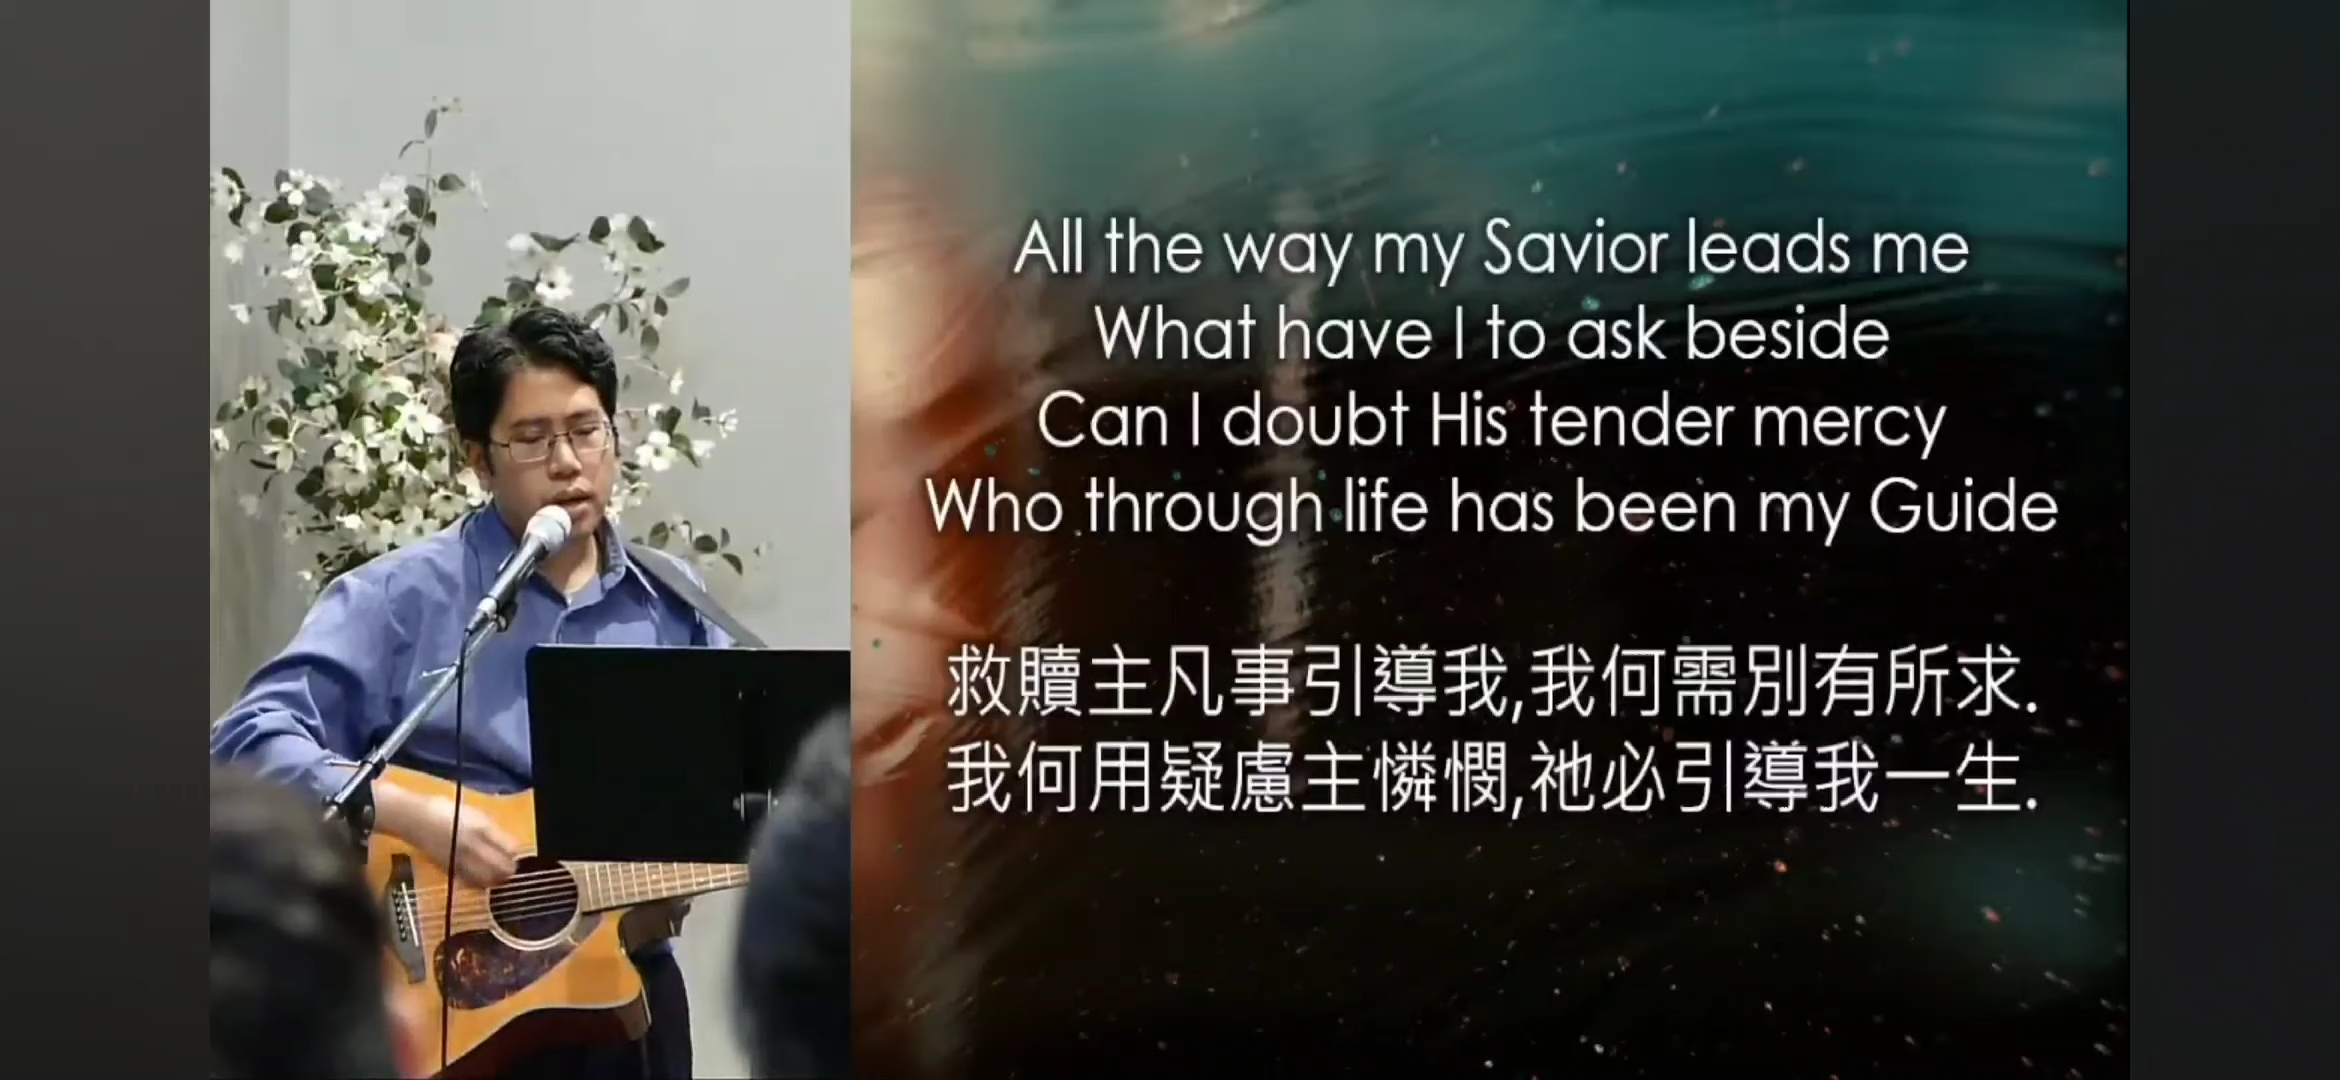 All the way my Savior leads me
What have I to ask beside
Can I doubt His tender mercy
Who through life has been my Guide
救贖主凡事引導我,我何需別有所求.
我何用疑慮主憐憫,祂必引導我一生.